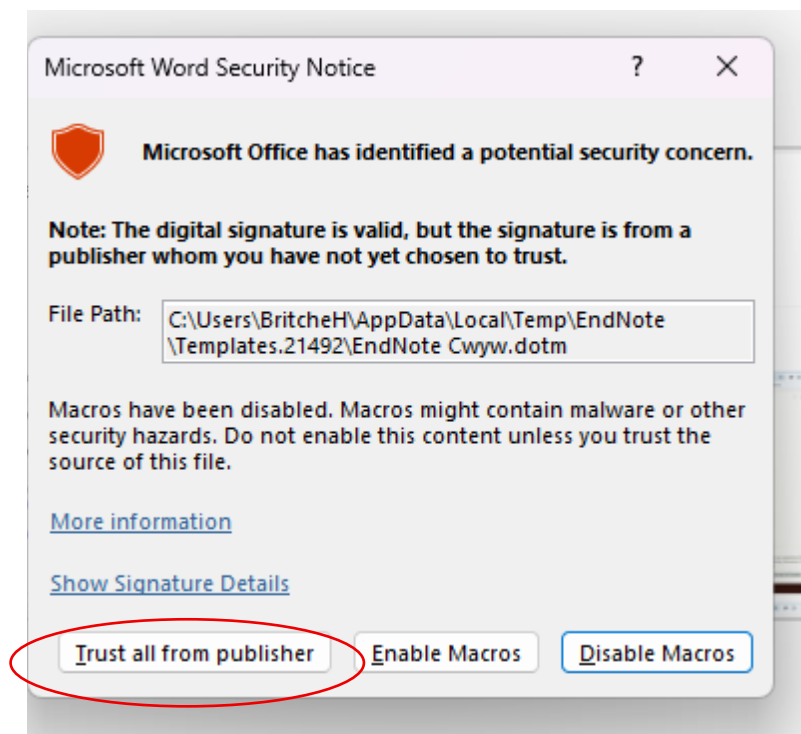 Microsoft Word Security Notice ? ×
Microsoft Office has identified a potential security concern.
Note: The digital signature is valid, but the signature is from a
publisher whom you have not yet chosen to trust.
File Path: C:\Users\BritcheH\AppData\Local\Temp\EndNote
\Templates.21492\EndNote Cwyw.dotm
Macros have been disabled. Macros might contain malware or other
security hazards. Do not enable this content unless you trust the
source of this file.
More information
Show Signature Details
Trust all from publisher Enable Macros Disable Macros